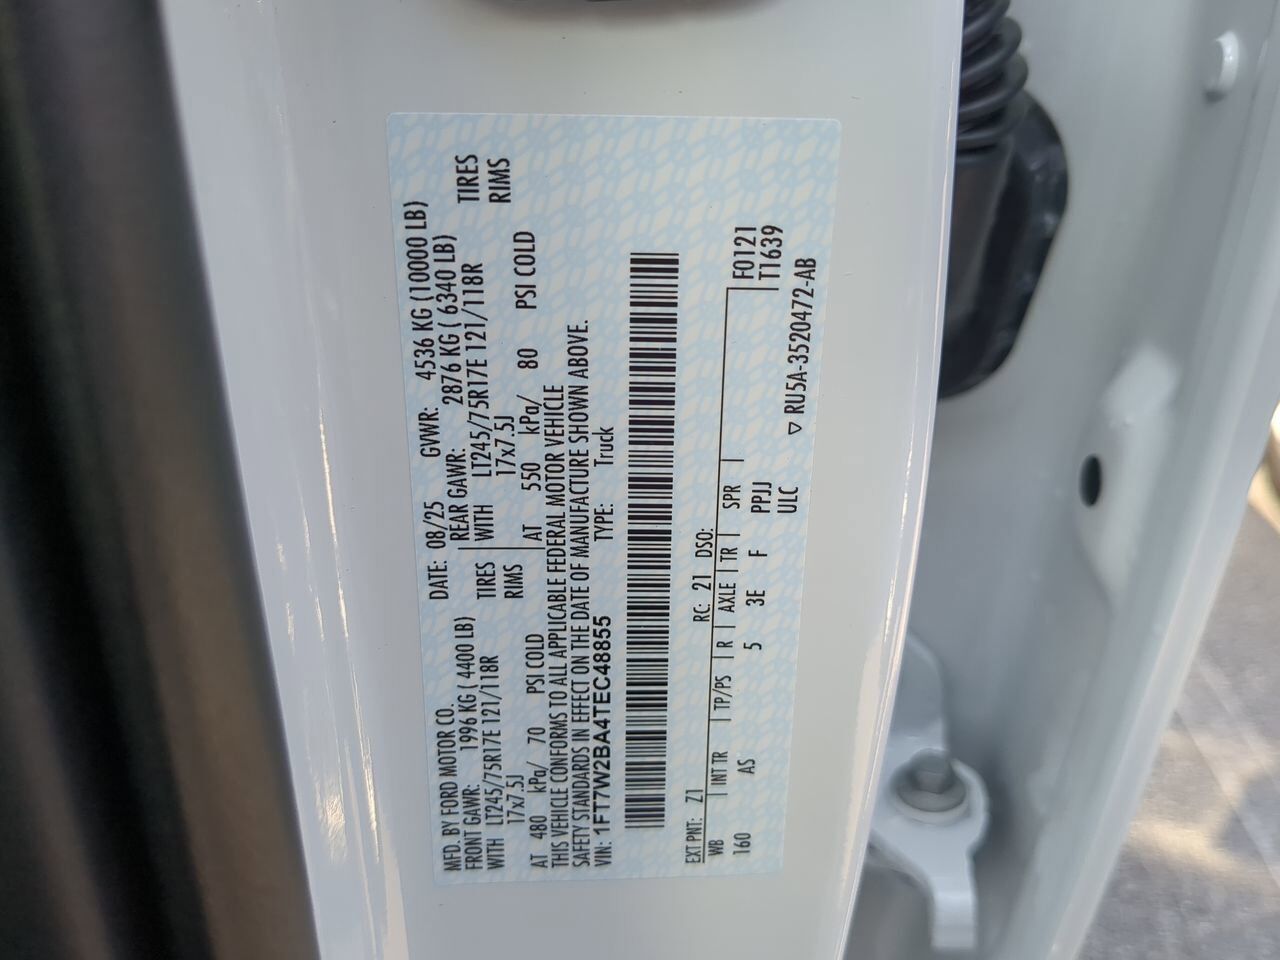 MFD. BY FORD MOTOR CO.
DATE: 08/25 GVWR: 4536 KG (10000 LB)
FRONT GAWR: 1996 KG ( 4400 LB) REAR GAWR: 2876 KG ( 6340 LB)
WITH LT245/75R17E 121/118R TIRES WITH LT245/75R17E 121/118R TIRES
17x7.5J RIMS 17x7.5J RIMS
AT 480 kPa/ 70 PSI COLD AT 550 kPa/ 80 PSI COLD
THIS VEHICLE CONFORMS TO ALL APPLICABLE FEDERAL MOTOR VEHICLE
SAFETY STANDARDS IN EFFECT ON THE DATE OF MANUFACTURE SHOWN ABOVE.
VIN: 1FT7W2BA4TEC48855 TYPE: Truck
EXT PNT: Z1 RC: 21 DSO:
WB | INT TR | TP/PS | R | AXLE | TR | SPR | F0121
160 AS 5 3E F PPJJ T1639
ULC
▽ RU5A-3520472-AB